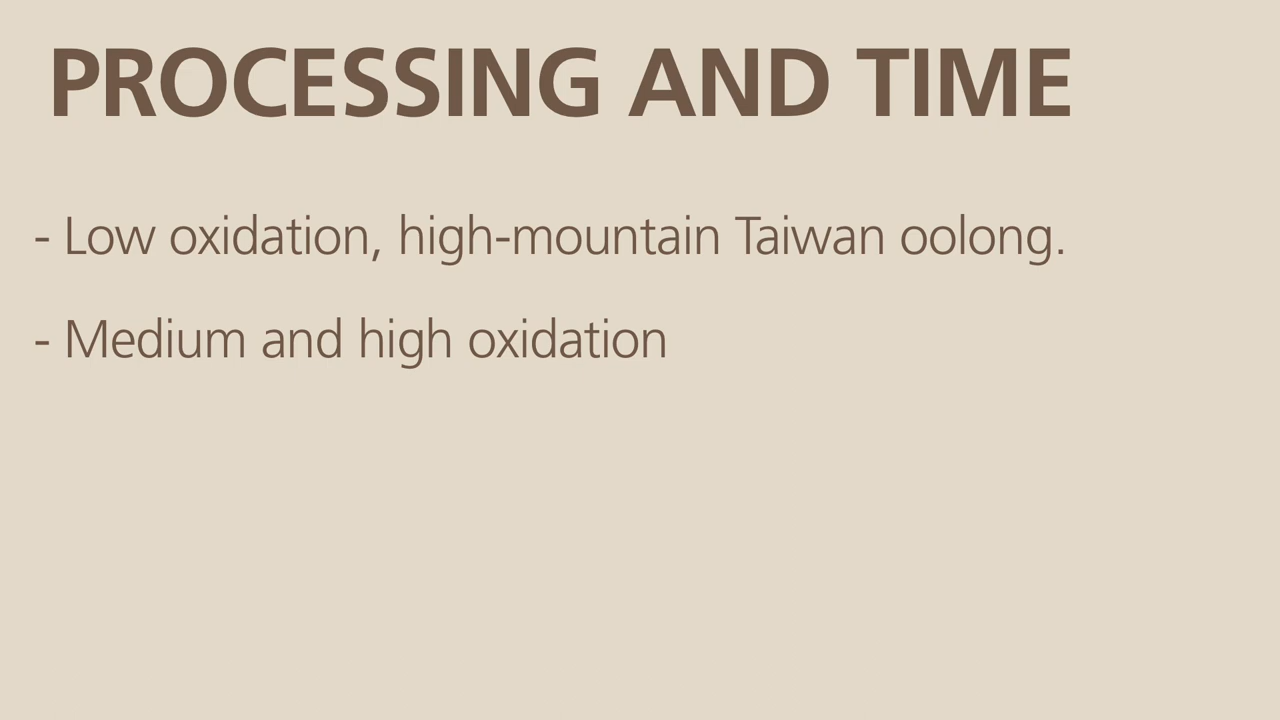 PROCESSING AND TIME
- Low oxidation, high-mountain Taiwan oolong.
- Medium and high oxidation